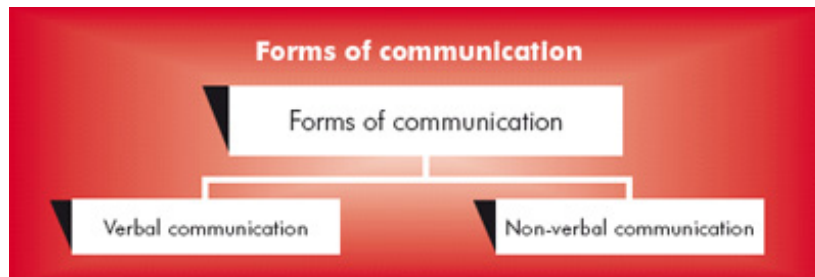 Forms of communication
Forms of communication
Verbal communication
Non-verbal communication